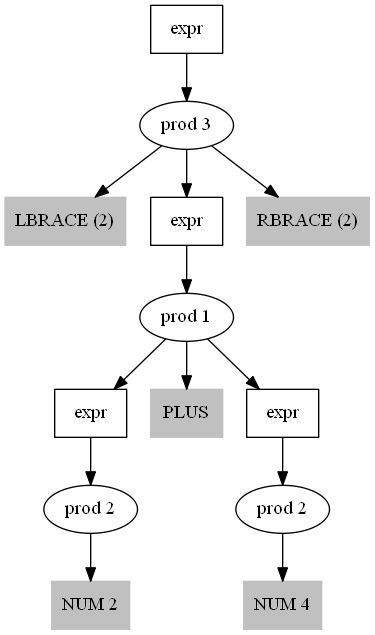 expr
prod 3
LBRACE (2)
expr
RBRACE (2)
prod 1
expr
PLUS
expr
prod 2
prod 2
NUM 2
NUM 4